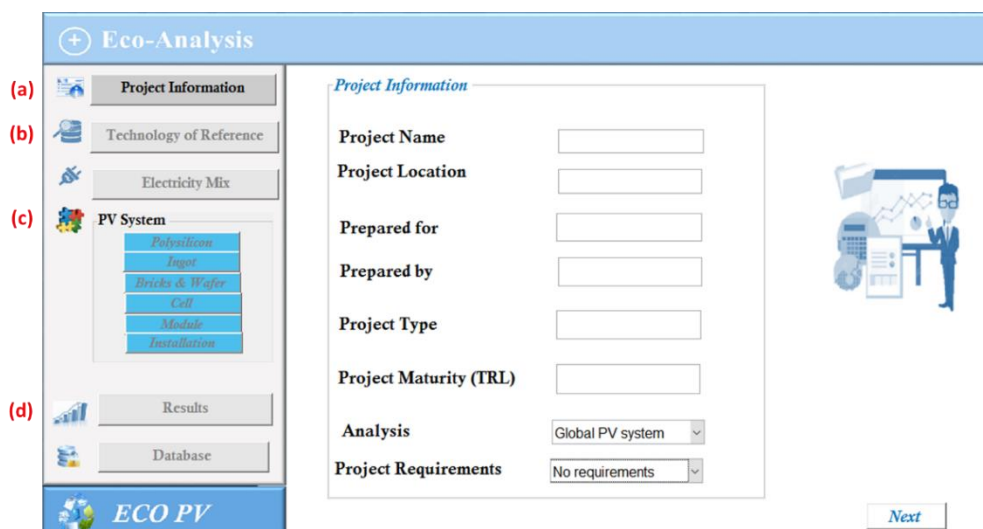 Eco-Analysis
(a) Project Information
(b) Technology of Reference
Electricity Mix
(c) PV System
Polysilicon
Ingot
Bricks & Wafer
Cell
Module
Installation
(d) Results
Database
ECO PV
Project Information
Project Name
Project Location
Prepared for
Prepared by
Project Type
Project Maturity (TRL)
Analysis Global PV system
Project Requirements No requirements
Next